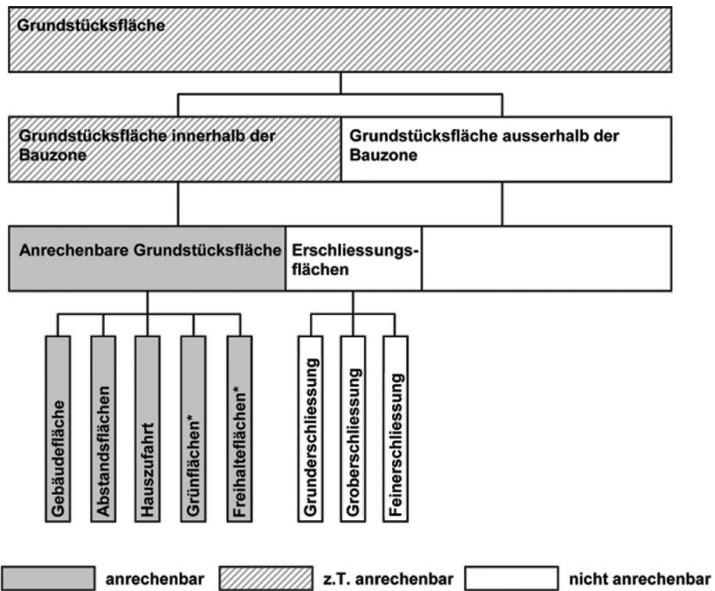 Grundstücksfläche
Grundstücksfläche innerhalb der
Bauzone
Grundstücksfläche ausserhalb der
Bauzone
Anrechenbare Grundstücksfläche
Erschliessungs-
flächen
Gebäudefläche
Abstandsflächen
Hauszufahrt
Grünflächen*
Freihalteflächen*
Grunderschliessung
Groberschliessung
Feinerschliessung
anrechenbar
z.T. anrechenbar
nicht anrechenbar